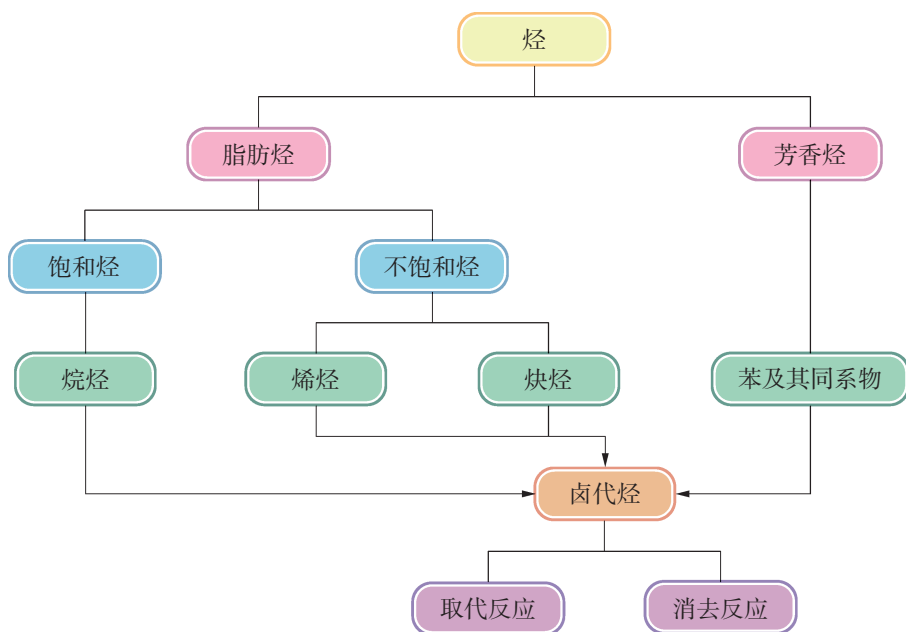 烃
脂肪烃
芳香烃
饱和烃
不饱和烃
烷烃
烯烃
炔烃
苯及其同系物
卤代烃
取代反应
消去反应